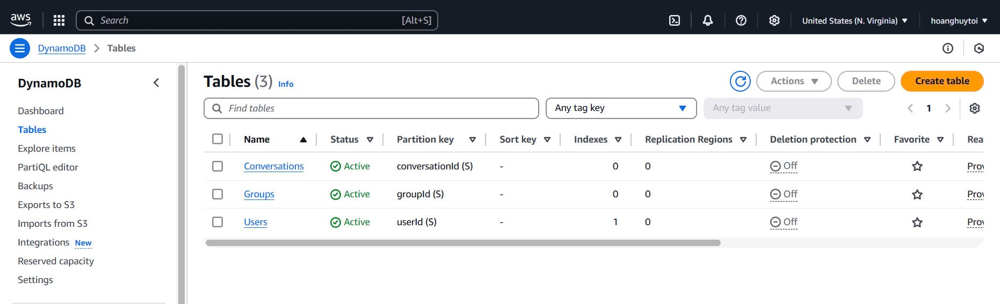 aws Search [Alt+S] United States (N. Virginia) hoanghuytoi
DynamoDB Tables
DynamoDB
Dashboard
Tables
Explore items
PartiQL editor
Backups
Exports to S3
Imports from S3
Integrations New
Reserved capacity
Settings
Tables (3) Info Actions Delete Create table
Find tables Any tag key Any tag value 1
Name Status Partition key Sort key Indexes Replication Regions Deletion protection Favorite Rea
Conversations Active conversationId (S) - 0 0 Off Prov
Groups Active groupId (S) - 0 0 Off Prov
Users Active userId (S) - 1 0 Off Prov